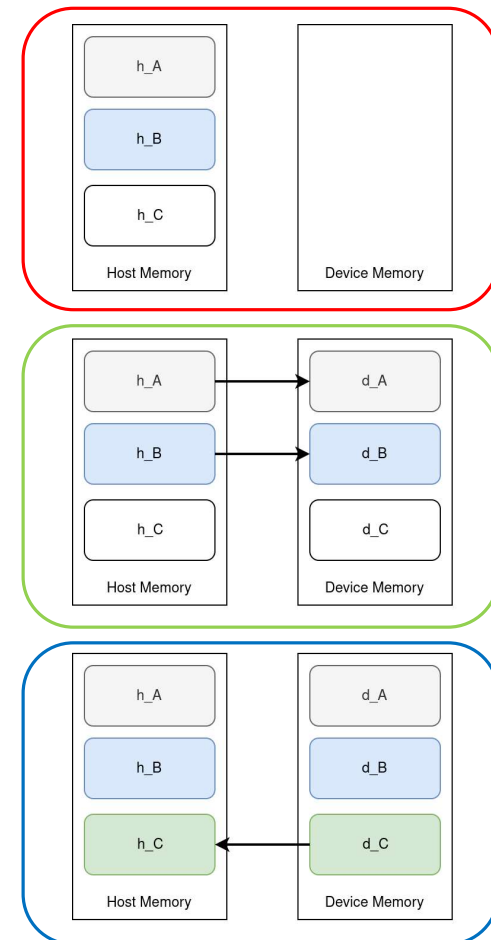 h_A
h_B
h_C
Host Memory
Device Memory
h_A
d_A
h_B
d_B
h_C
d_C
Host Memory
Device Memory
h_A
d_A
h_B
d_B
h_C
d_C
Host Memory
Device Memory